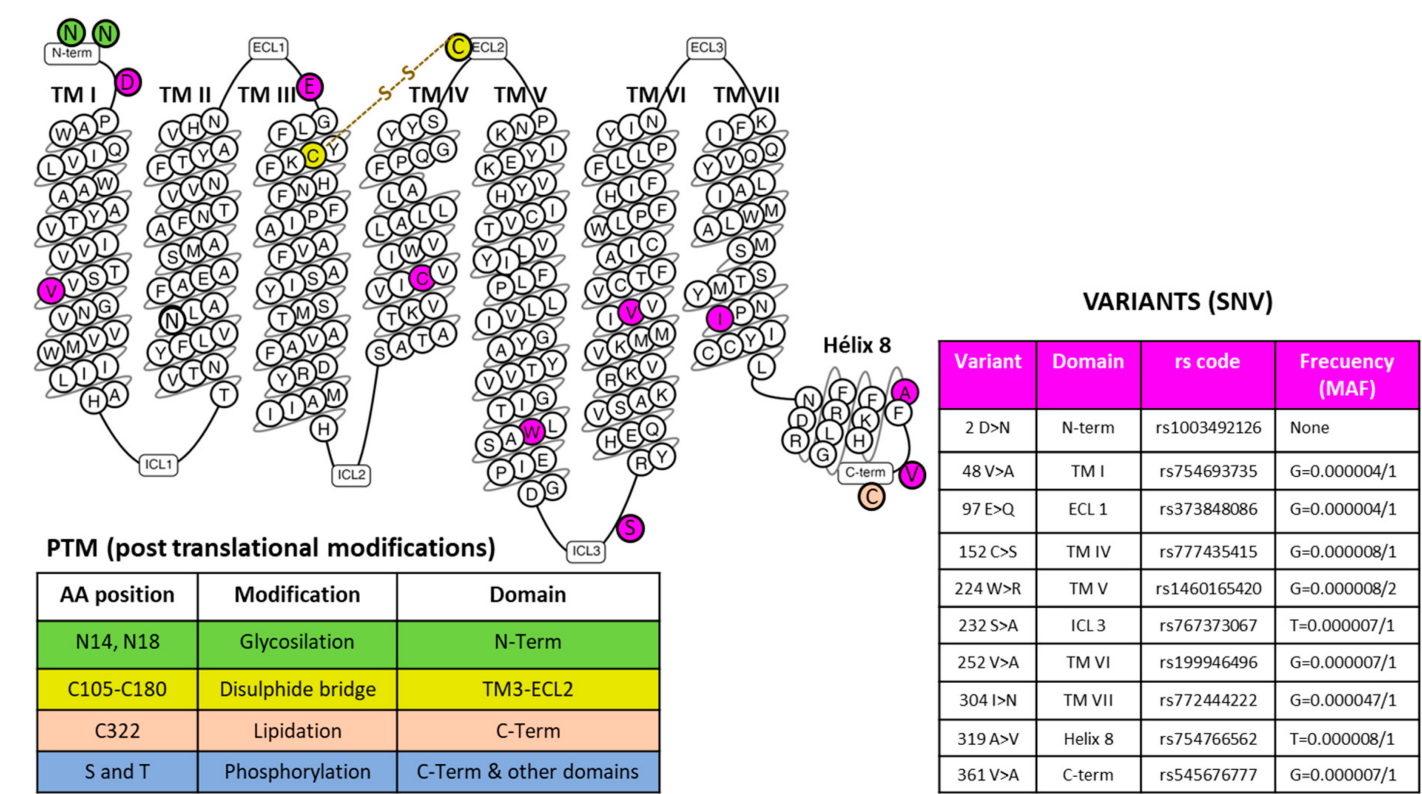 N N
N-term
D
ECL1
E
S S
C
ECL2
ECL3
TM I
TM II
TM III
TM IV
TM V
TM VI
TM VII
W A P
L V I Q
A A W
V T Y A
V V I
V V S T
V N G
W M V V
L I I
H A
ICL1
V H N
F T Y A
V V N
A F N T
S M A
F A E A
N L A
Y F L V
V T N
T
F L G
F K C Y
F N H
A I P F
F V A
Y I S A
T M S
F A V A
Y R D
I I A M
H
ICL2
Y Y S
F P Q G
L A
L A L L
I W V
V I C V
T K V
S A T A
K N P
K E Y I
H Y V
T V C I
Y I L V
P L F
I V L L
A Y G
V V T Y
T I G
S A W L
P I E
D G
ICL3
S
Y I N
F L L P
H I F
W L P F
A I C
V C T F
I V V
V K M M
R K V
V S A K
H E Q
R Y
I F K
Y V Q Q
I A L
A L W M
S M
Y M T S
I P N
C C Y I
L
Hélix 8
N F F A
D R K F
R L H
G
C-term V
C
PTM (post translational modifications)
AA position Modification Domain
N14, N18 Glycosilation N-Term
C105-C180 Disulphide bridge TM3-ECL2
C322 Lipidation C-Term
S and T Phosphorylation C-Term & other domains
VARIANTS (SNV)
Variant Domain rs code Frecuency
(MAF)
2 D>N N-term rs1003492126 None
48 V>A TM I rs754693735 G=0.000004/1
97 E>Q ECL 1 rs373848086 G=0.000004/1
152 C>S TM IV rs777435415 G=0.000008/1
224 W>R TM V rs1460165420 G=0.000008/2
232 S>A ICL 3 rs767373067 T=0.000007/1
252 V>A TM VI rs199946496 G=0.000007/1
304 I>N TM VII rs772444222 G=0.000047/1
319 A>V Helix 8 rs754766562 T=0.000008/1
361 V>A C-term rs545676777 G=0.000007/1